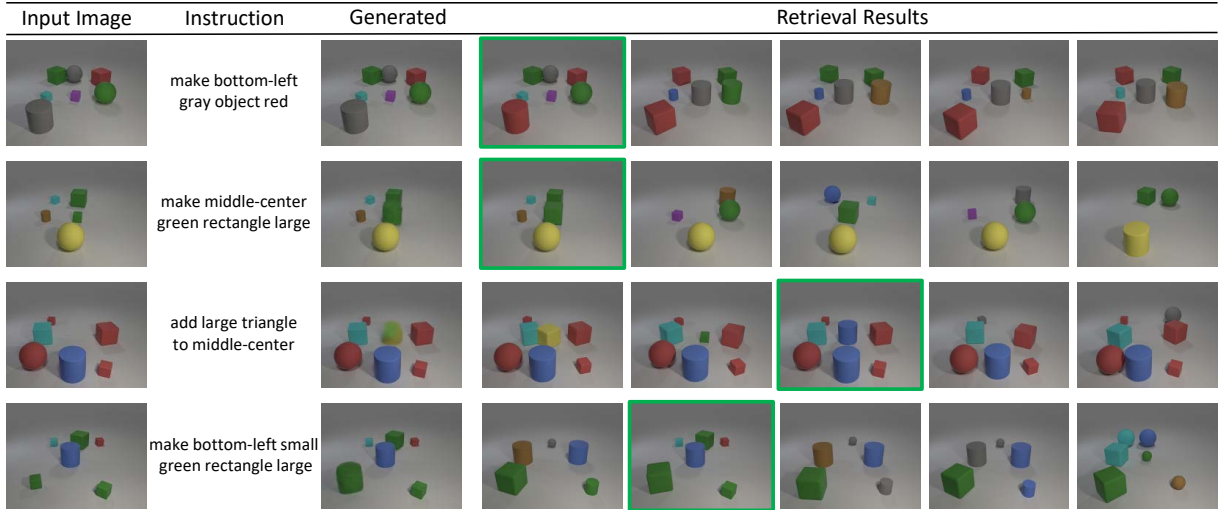 Input Image Instruction Generated Retrieval Results
make bottom-left
gray object red
make middle-center
green rectangle large
add large triangle
to middle-center
make bottom-left small
green rectangle large